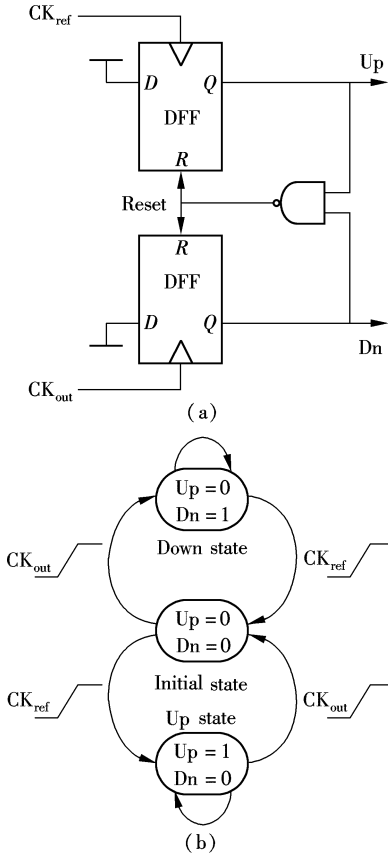 CKref
Up
D
Q
DFF
R
Reset
R
DFF
D
Q
Dn
CKout
(a)
Up=0
Dn=1
CKout
Down state
CKref
Up=0
Dn=0
CKref
Initial state
CKout
Up state
Up=1
Dn=0
(b)